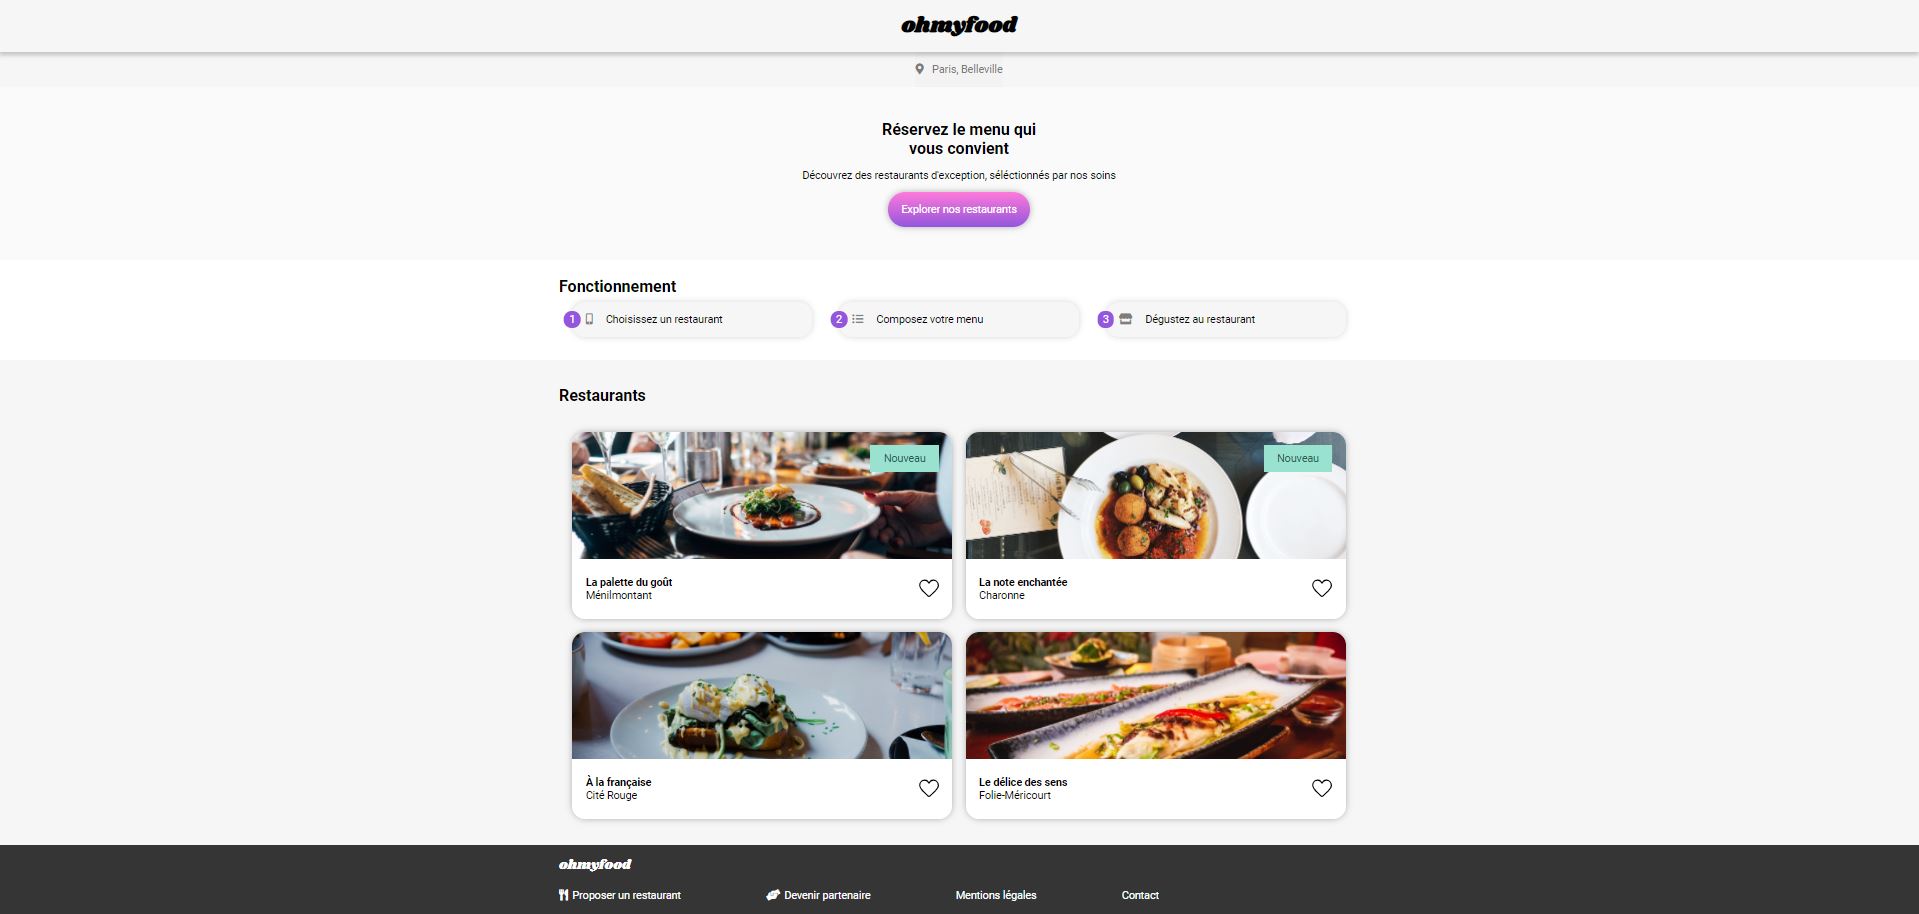 ohmyfood
Paris, Belleville
Réservez le menu qui
vous convient
Découvrez des restaurants d'exception, séléctionnés par nos soins
Explorer nos restaurants
Fonctionnement
1 Choisissez un restaurant
2 Composez votre menu
3 Dégustez au restaurant
Restaurants
Nouveau
La palette du goût
Ménilmontant
Nouveau
La note enchantée
Charonne
À la française
Cité Rouge
Le délice des sens
Folie-Méricourt
ohmyfood
Proposer un restaurant
Devenir partenaire
Mentions légales
Contact